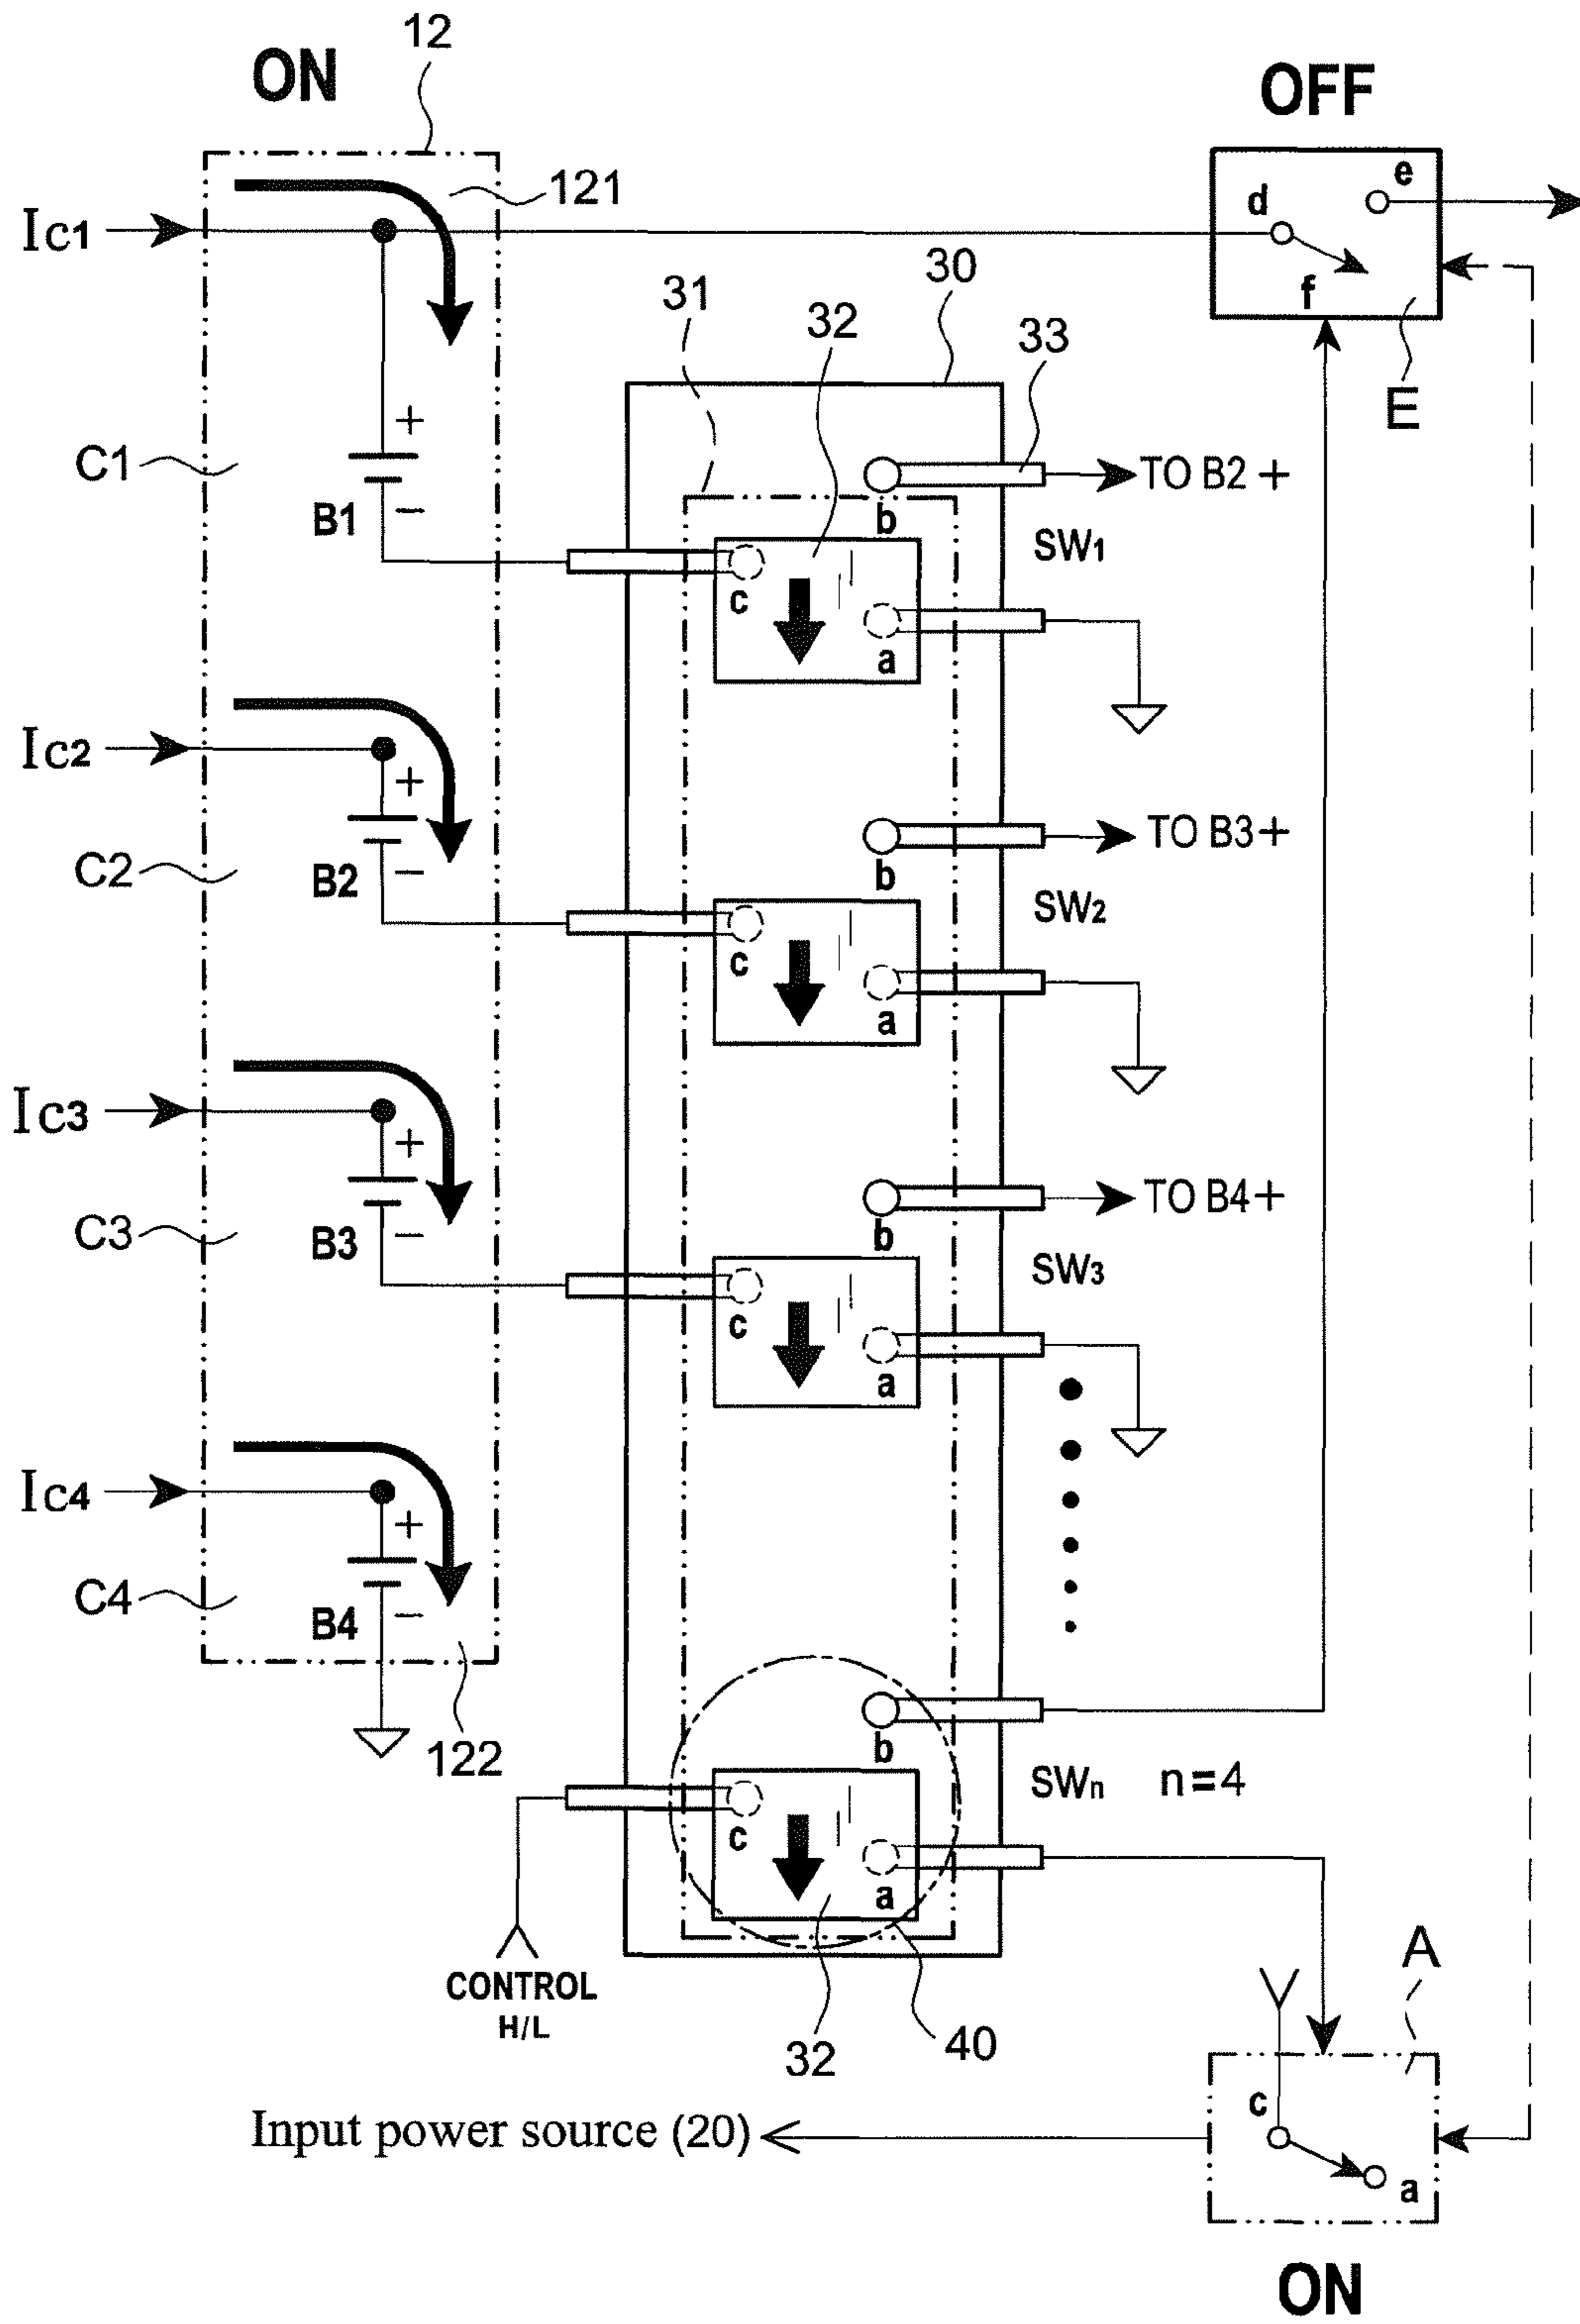 12
ON
OFF
121
e
Ic1
d
30
31
32
f
33
E
+
C1
TO B2 +
B1 −
b
SW1
c
a
Ic2
+
TO B3+
C2
B2 −
b
SW2
c
a
Ic3
+
TO B4+
C3
B3 −
b
SW3
c
a
Ic4
+
C4
B4 −
122
b
SWn n=4
c
a
A
CONTROL
H/L
32
40
c
Input power source (20)
a
ON